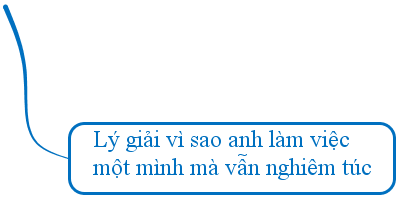 Lý giải vì sao anh làm việc
một mình mà vẫn nghiêm túc